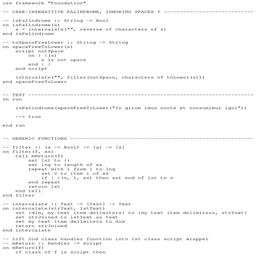 use framework "Foundation"
-- CASE-INSENSITIVE PALINDROME, IGNORING SPACES ? ----------------------------
-- isPalindrome :: String -> Bool
on isPalindrome(s)
    s = intercalate("", reverse of characters of s)
end isPalindrome
-- toSpaceFreeLower :: String -> String
on spaceFreeToLower(s)
    script notSpace
        on |λ|(s)
            s is not space
        end |λ|
    end script
    intercalate("", filter(notSpace, characters of toLower(s)))
end spaceFreeToLower
-- TEST ----------------------------------------------------------------------
on run
    isPalindrome(spaceFreeToLower("In girum imus nocte et consumimur igni"))
    --> true
end run
-- GENERIC FUNCTIONS ---------------------------------------------------------
-- filter :: (a -> Bool) -> [a] -> [a]
on filter(f, xs)
    tell mReturn(f)
        set lst to {}
        set lng to length of xs
        repeat with i from 1 to lng
            set v to item i of xs
            if |λ|(v, i, xs) then set end of lst to v
        end repeat
        return lst
    end tell
end filter
-- intercalate :: Text -> [Text] -> Text
on intercalate(strText, lstText)
    set {dlm, my text item delimiters} to {my text item delimiters, strText}
    set strJoined to lstText as text
    set my text item delimiters to dlm
    return strJoined
end intercalate
-- Lift 2nd class handler function into 1st class script wrapper
-- mReturn :: Handler -> Script
on mReturn(f)
    if class of f is script then